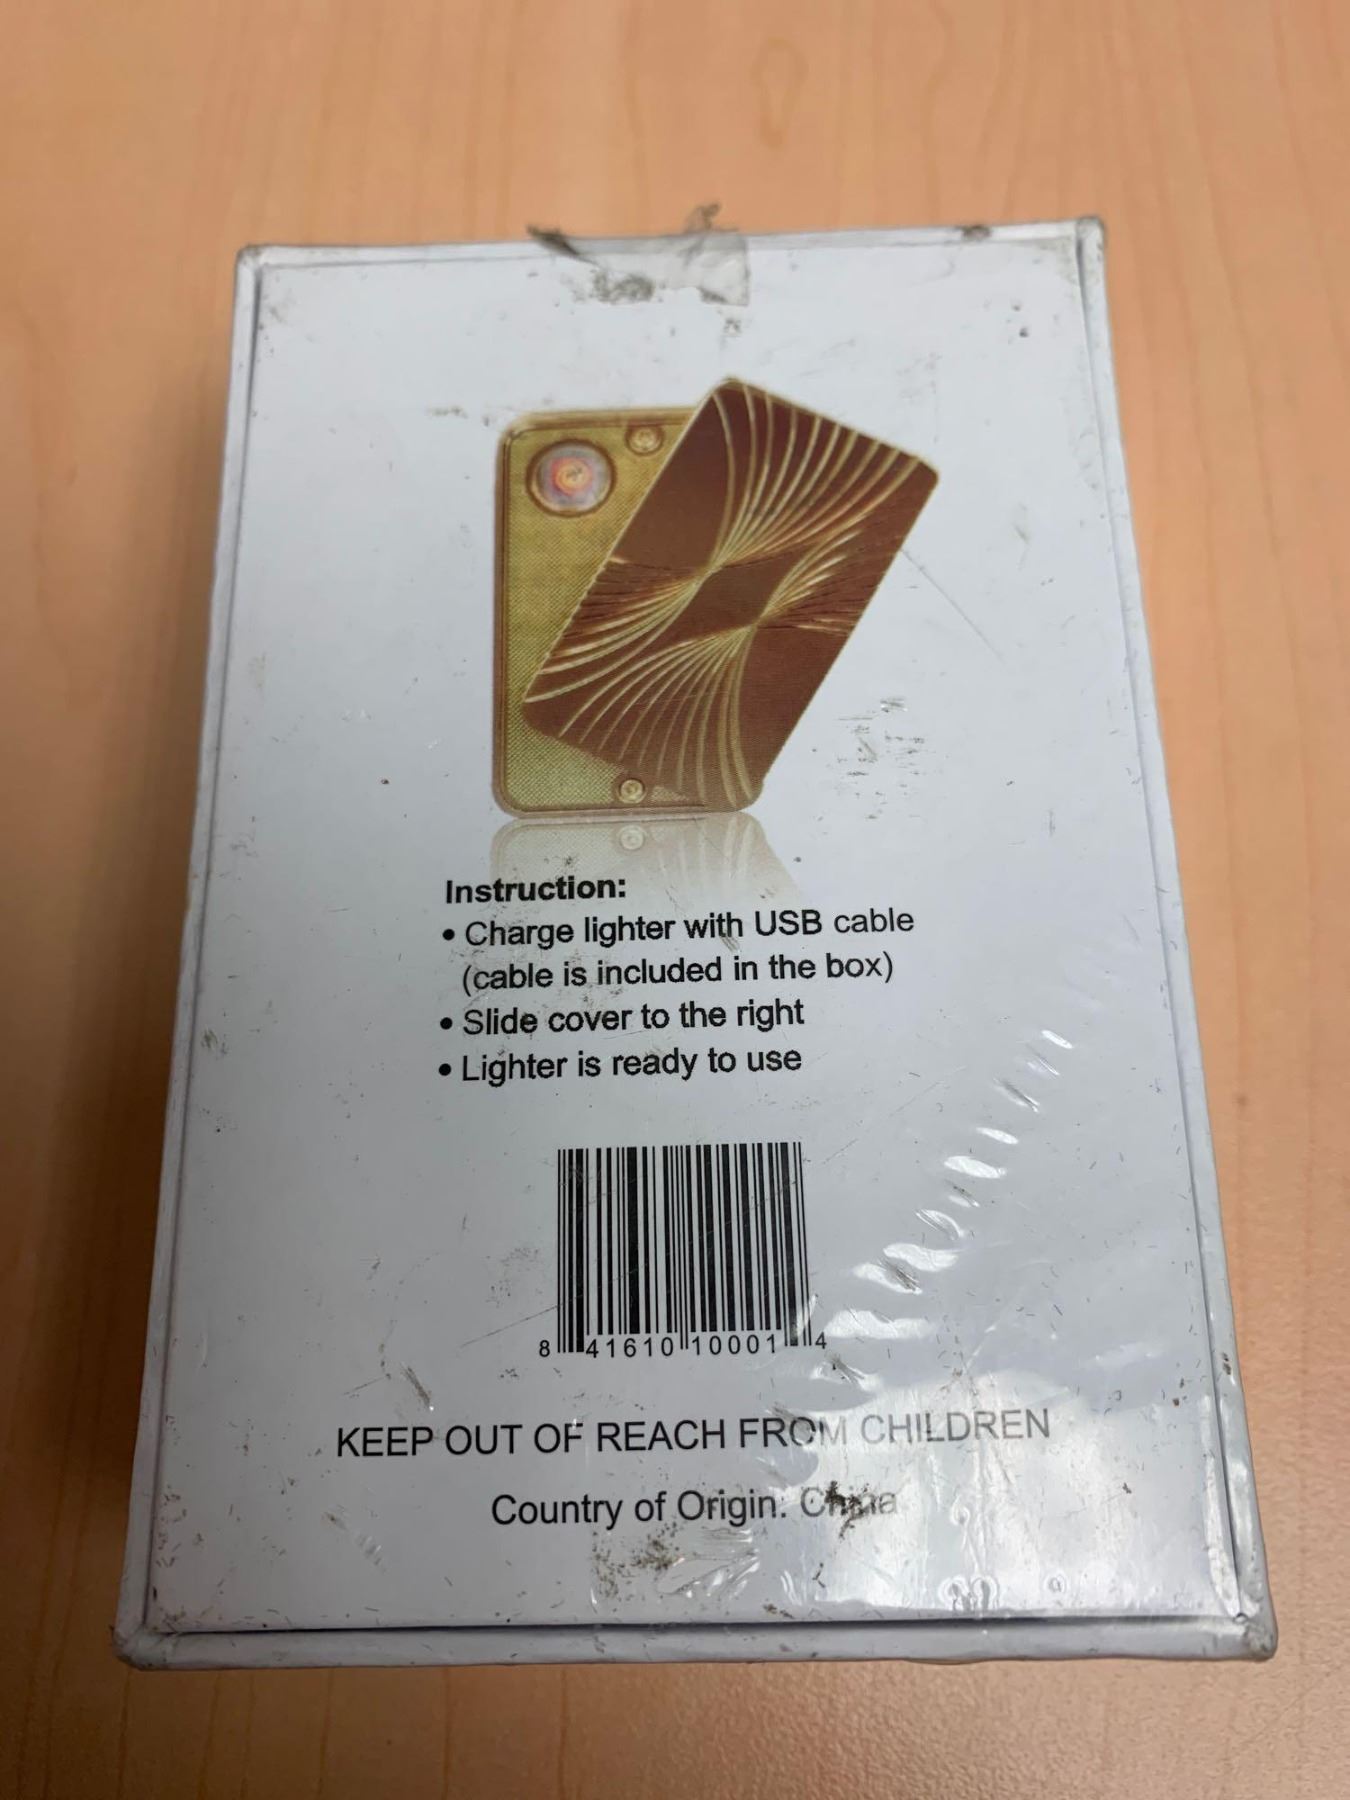 Instruction:
• Charge lighter with USB cable
(cable is included in the box)
• Slide cover to the right
• Lighter is ready to use
8 41610 10001 4
KEEP OUT OF REACH FROM CHILDREN
Country of Origin: China